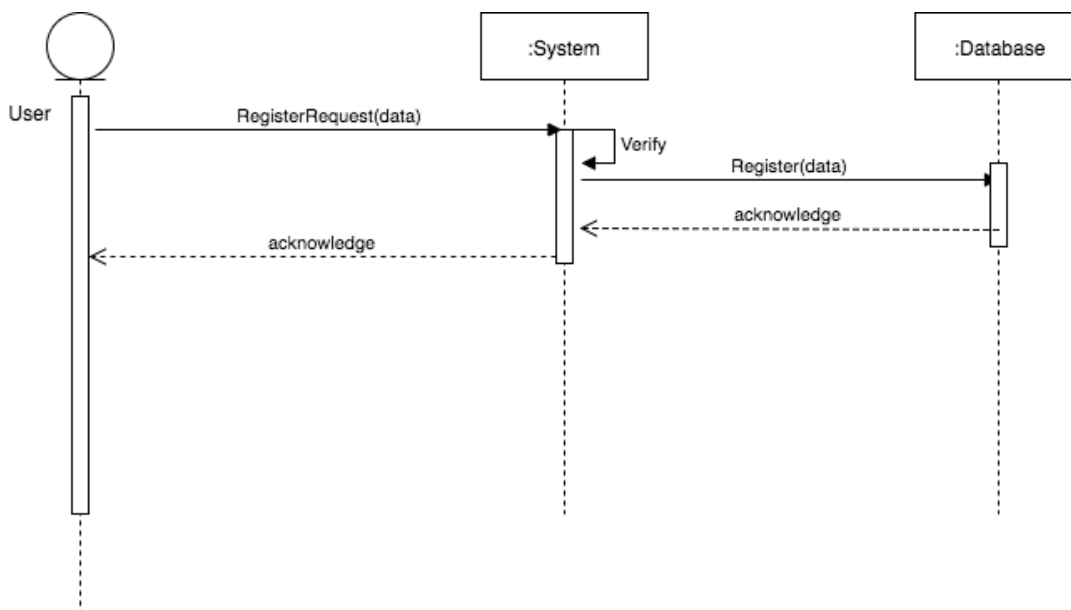 :System
:Database
User
RegisterRequest(data)
Verify
Register(data)
acknowledge
acknowledge